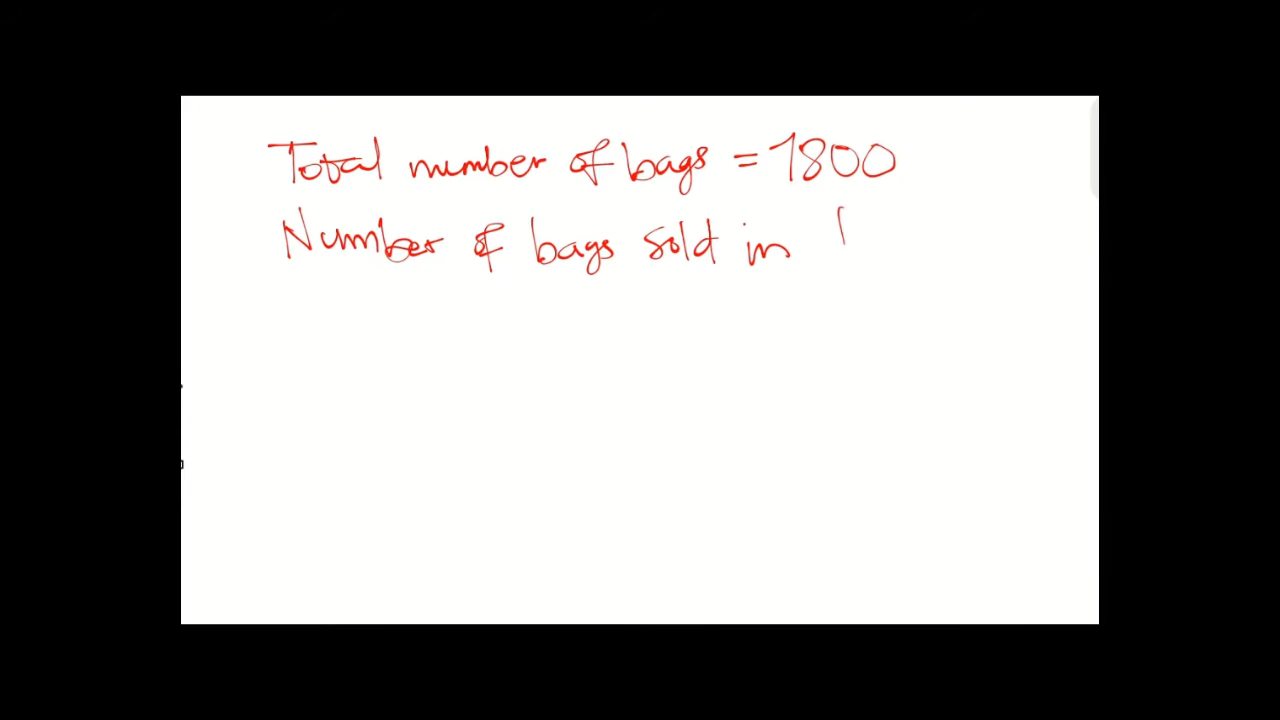 Total number of bags = 1800
Number of bags sold in